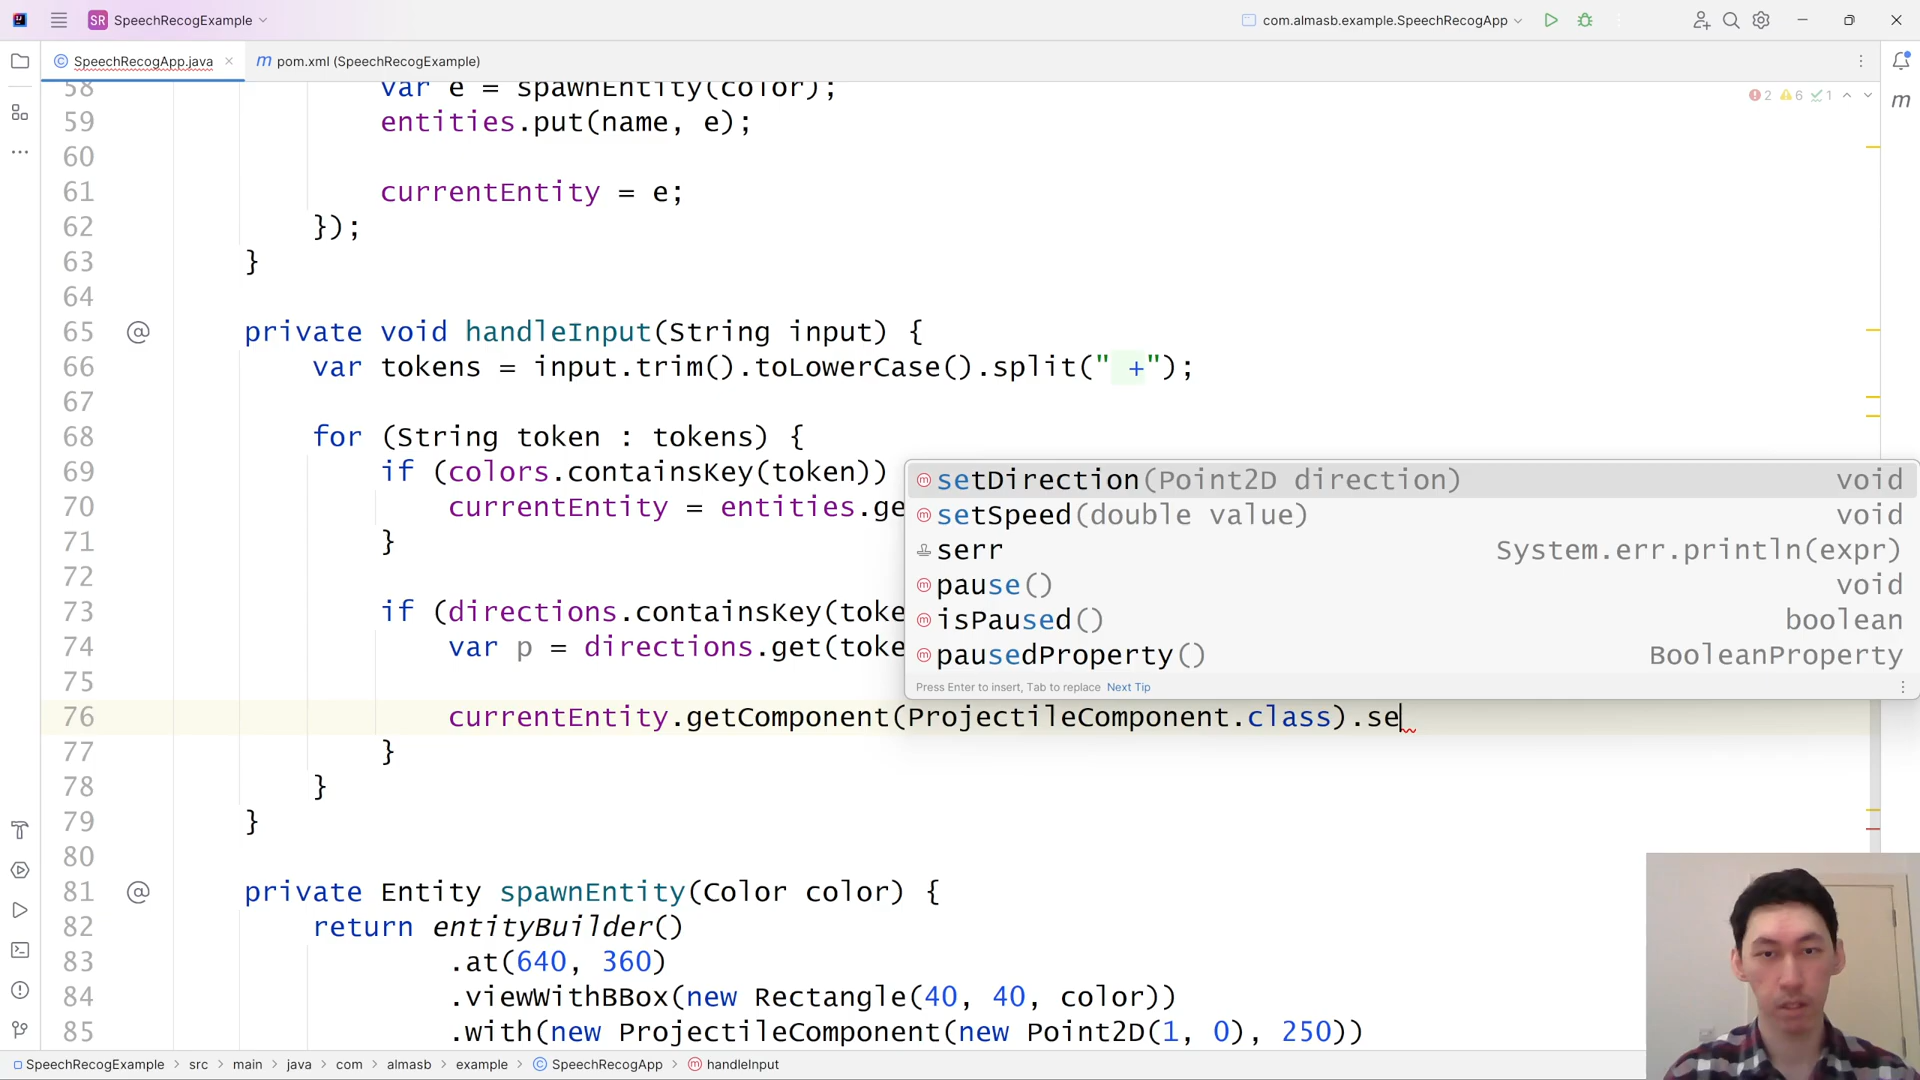 SR SpeechRecogExample
com.almasb.example.SpeechRecogApp
SpeechRecogApp.java
pom.xml (SpeechRecogExample)
2 6 1
58 var e = spawnEntity(color);
59 entities.put(name, e);
60
61 currentEntity = e;
62 });
63 }
64
65 @ private void handleInput(String input) {
66 var tokens = input.trim().toLowerCase().split(" +");
67
68 for (String token : tokens) {
69 if (colors.containsKey(token))
70 currentEntity = entities.ge
71 }
72
73 if (directions.containsKey(toke
74 var p = directions.get(toke
75
76 currentEntity.getComponent(ProjectileComponent.class).se
77 }
78 }
79 }
80
81 @ private Entity spawnEntity(Color color) {
82 return entityBuilder()
83 .at(640, 360)
84 .viewWithBBox(new Rectangle(40, 40, color))
85 .with(new ProjectileComponent(new Point2D(1, 0), 250))
setDirection(Point2D direction) void
setSpeed(double value) void
serr System.err.println(expr)
pause() void
isPaused() boolean
pausedProperty() BooleanProperty
Press Enter to insert, Tab to replace Next Tip
SpeechRecogExample > src > main > java > com > almasb > example > SpeechRecogApp > handleInput